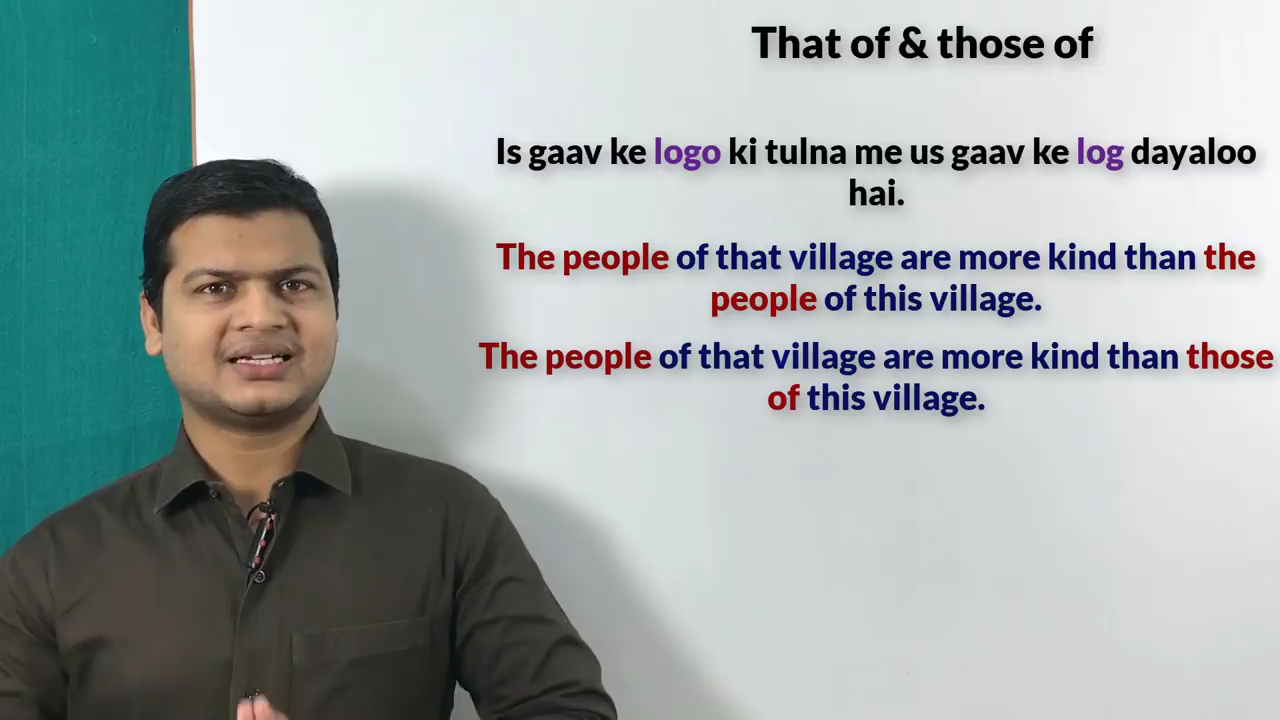 That of & those of
Is gaav ke logo ki tulna me us gaav ke log dayaloo
hai.
The people of that village are more kind than the
people of this village.
The people of that village are more kind than those
of this village.